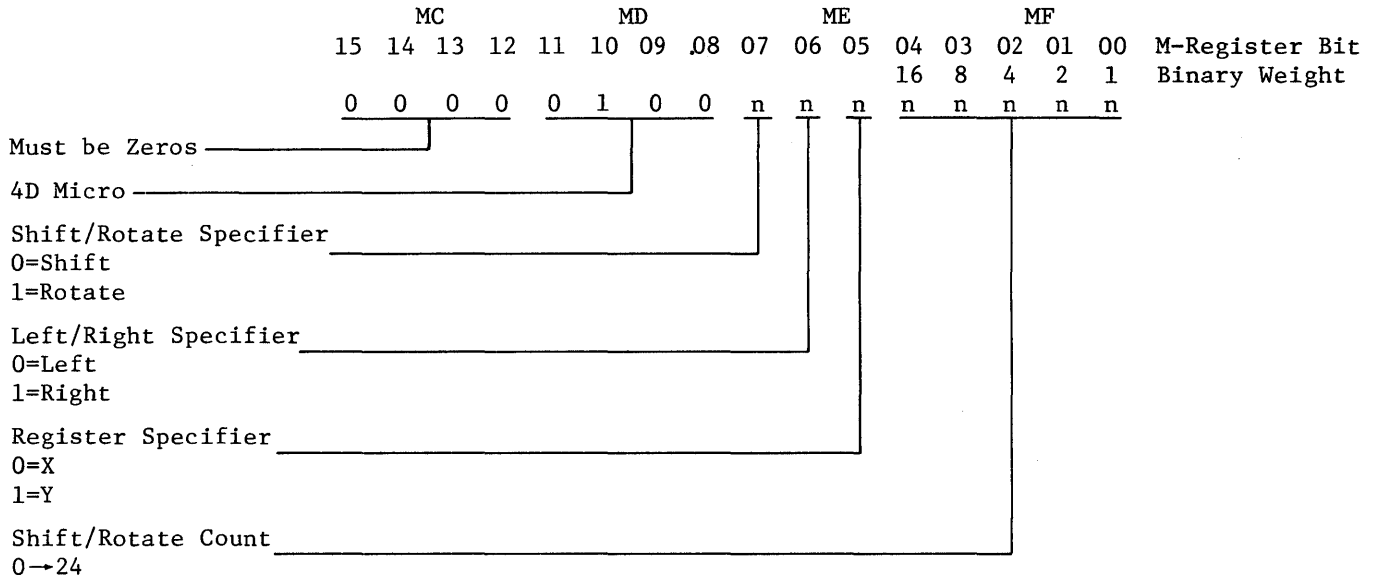 MC MD ME MF
15 14 13 12 11 10 09 .08 07 06 05 04 03 02 01 00 M-Register Bit
16 8 4 2 1 Binary Weight
0 0 0 0 0 1 0 0 n n n n n n n n
Must be Zeros
4D Micro
Shift/Rotate Specifier
0=Shift
1=Rotate
Left/Right Specifier
0=Left
1=Right
Register Specifier
0=X
1=Y
Shift/Rotate Count
0→24